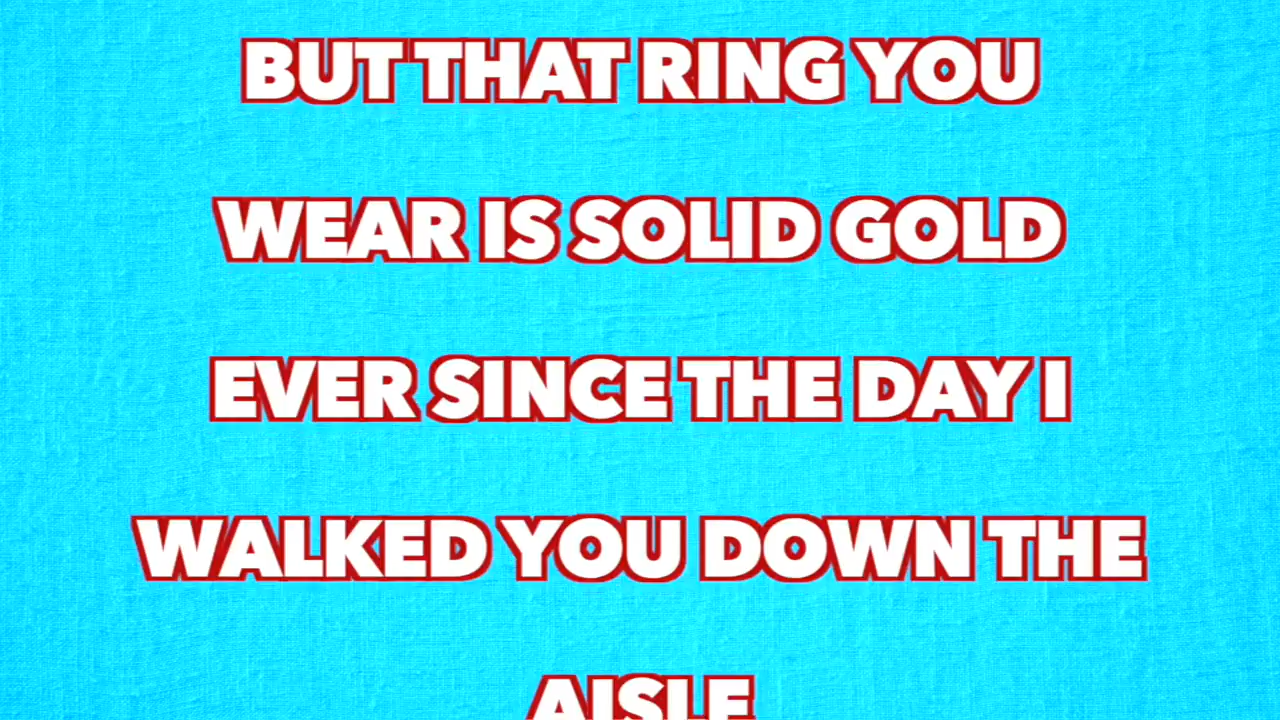 BUT THAT RING YOU
WEAR IS SOLID GOLD
EVER SINCE THE DAY I
WALKED YOU DOWN THE
AISLE